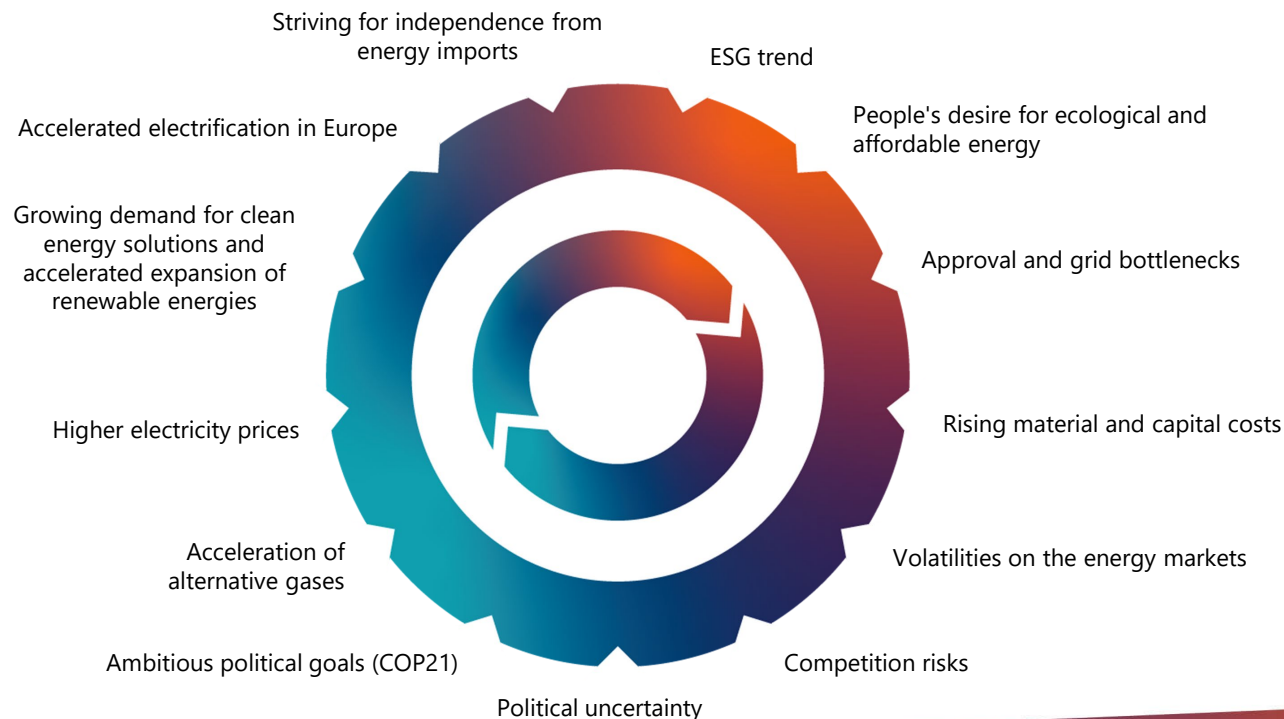 Striving for independence from
energy imports
ESG trend
People's desire for ecological and
affordable energy
Accelerated electrification in Europe
Growing demand for clean
energy solutions and
accelerated expansion of
renewable energies
Approval and grid bottlenecks
Higher electricity prices
Rising material and capital costs
Acceleration of
alternative gases
Volatilities on the energy markets
Ambitious political goals (COP21)
Competition risks
Political uncertainty